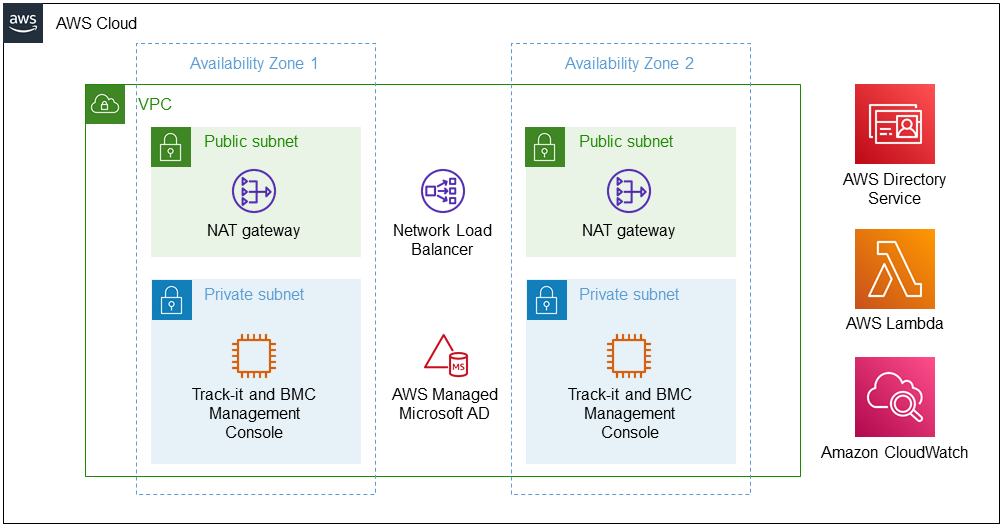 aws
AWS Cloud
Availability Zone 1
Availability Zone 2
VPC
Public subnet
NAT gateway
Network Load
Balancer
Public subnet
NAT gateway
Private subnet
Track-it and BMC
Management
Console
AWS Managed
Microsoft AD
MS
Private subnet
Track-it and BMC
Management
Console
AWS Directory
Service
AWS Lambda
Amazon CloudWatch